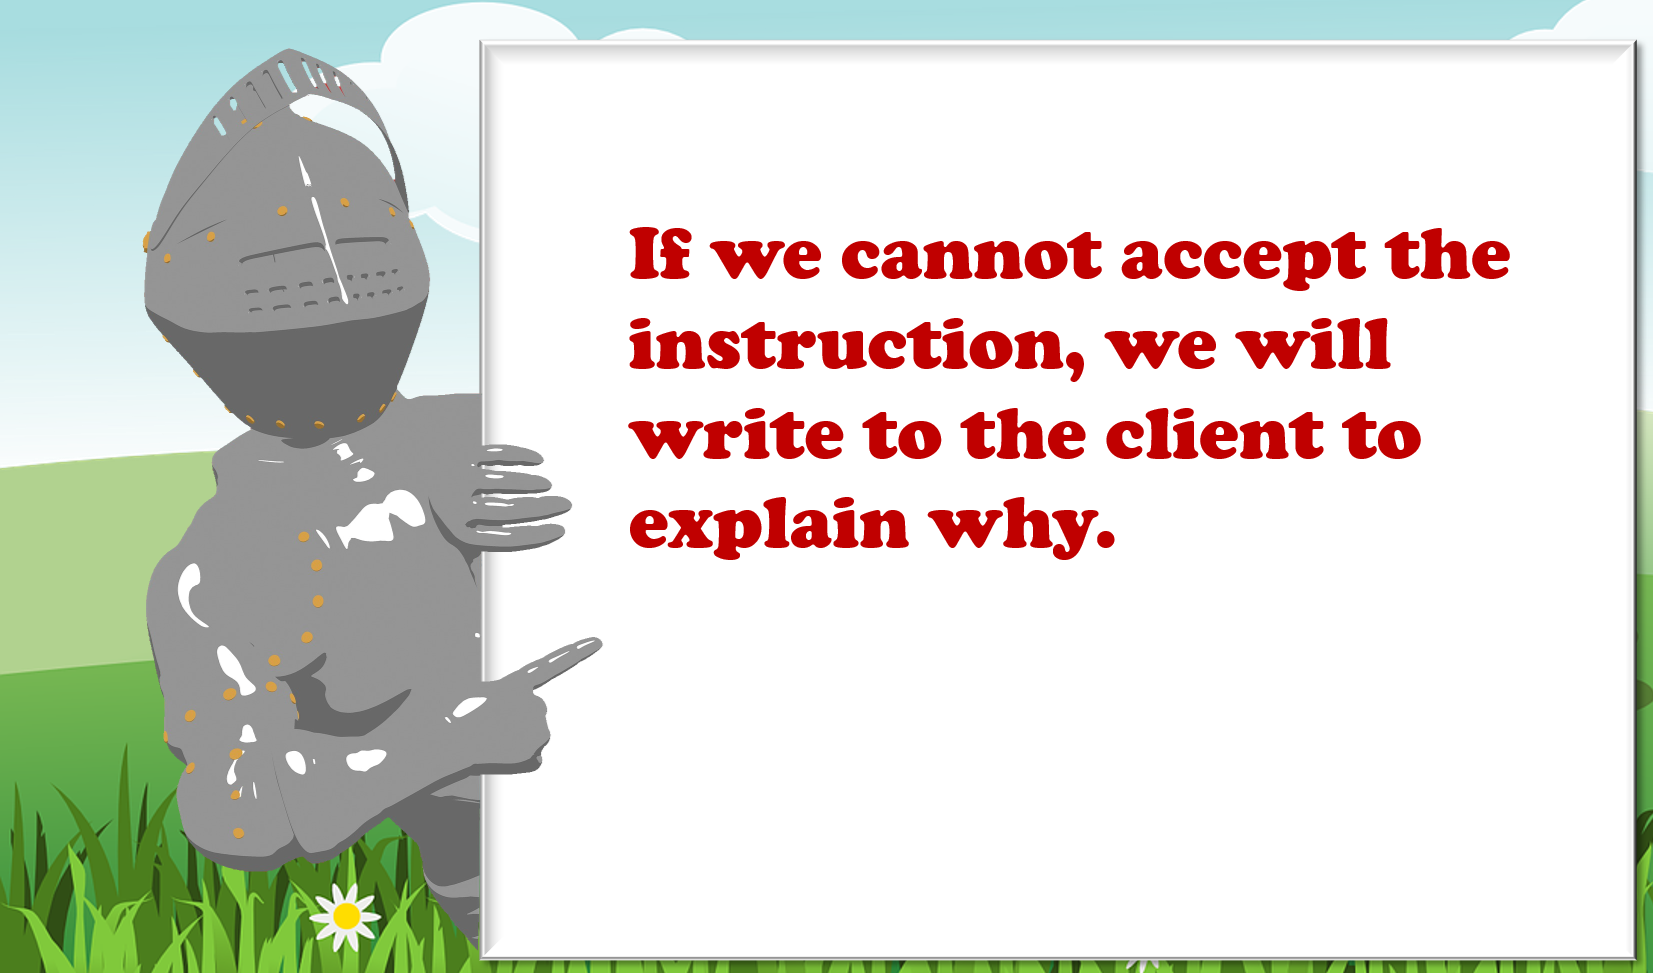 If we cannot accept the
instruction, we will
write to the client to
explain why.